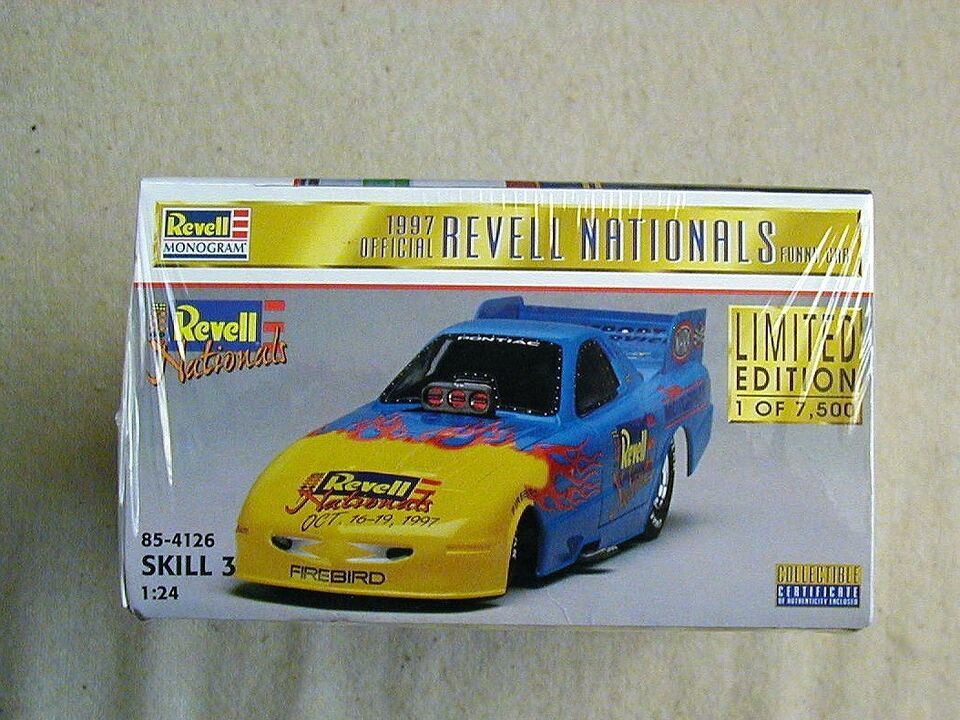 Revell
MONOGRAM
1997
OFFICIAL
REVELL NATIONALS
FUNNY CAR
Revell
Nationals
LIMITED
EDITION
1 OF 7,500
PONTIAC
Revell
Revell
Nationals
OCT. 16-19, 1997
FIREBIRD
85-4126
SKILL 3
1:24
COLLECTIBLE
CERTIFICATE
OF AUTHENTICITY ENCLOSED